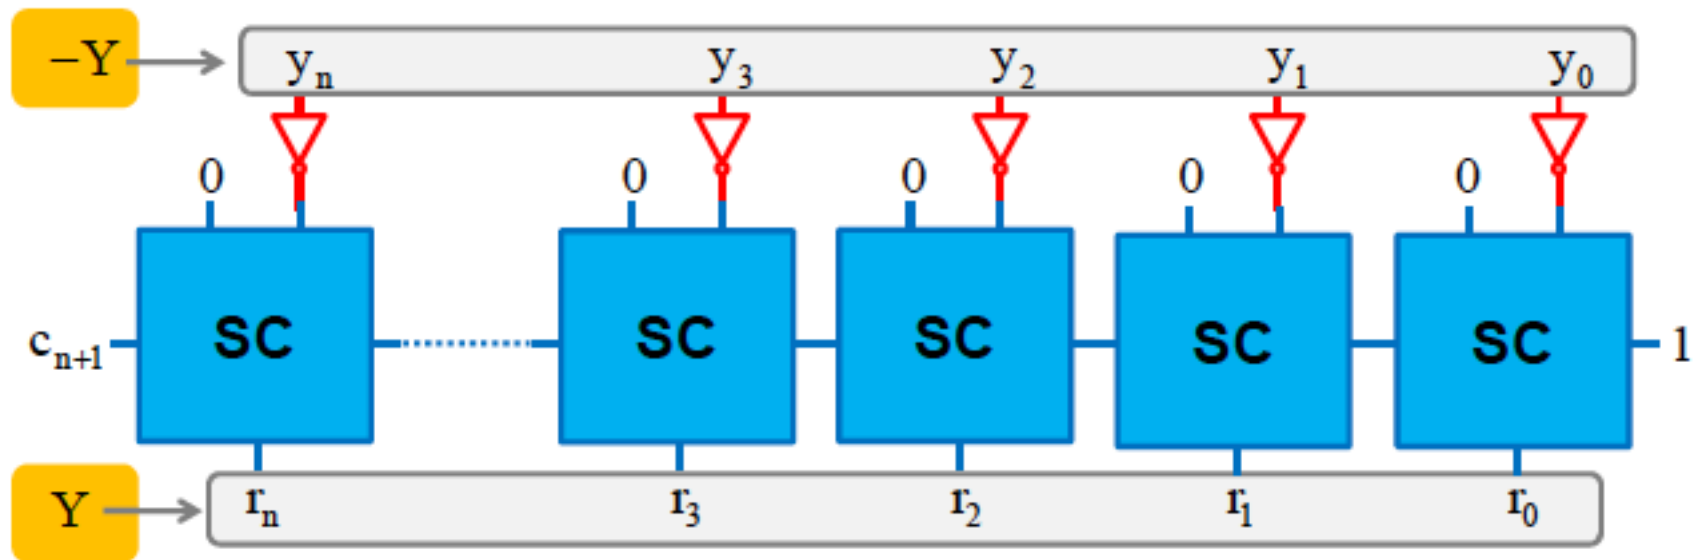 −Y yₙ y₃ y₂ y₁ y₀
0 0 0 0 0
cₙ₊₁ SC SC SC SC SC 1
Y rₙ r₃ r₂ r₁ r₀